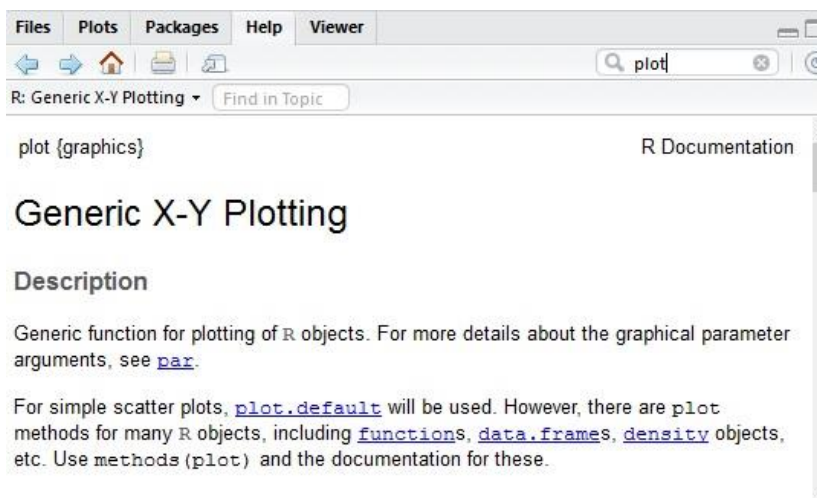 Files Plots Packages Help Viewer
plot
R: Generic X-Y Plotting Find in Topic
plot {graphics} R Documentation
Generic X-Y Plotting
Description
Generic function for plotting of R objects. For more details about the graphical parameter
arguments, see par.
For simple scatter plots, plot.default will be used. However, there are plot
methods for many R objects, including functions, data.frames, density objects,
etc. Use methods(plot) and the documentation for these.